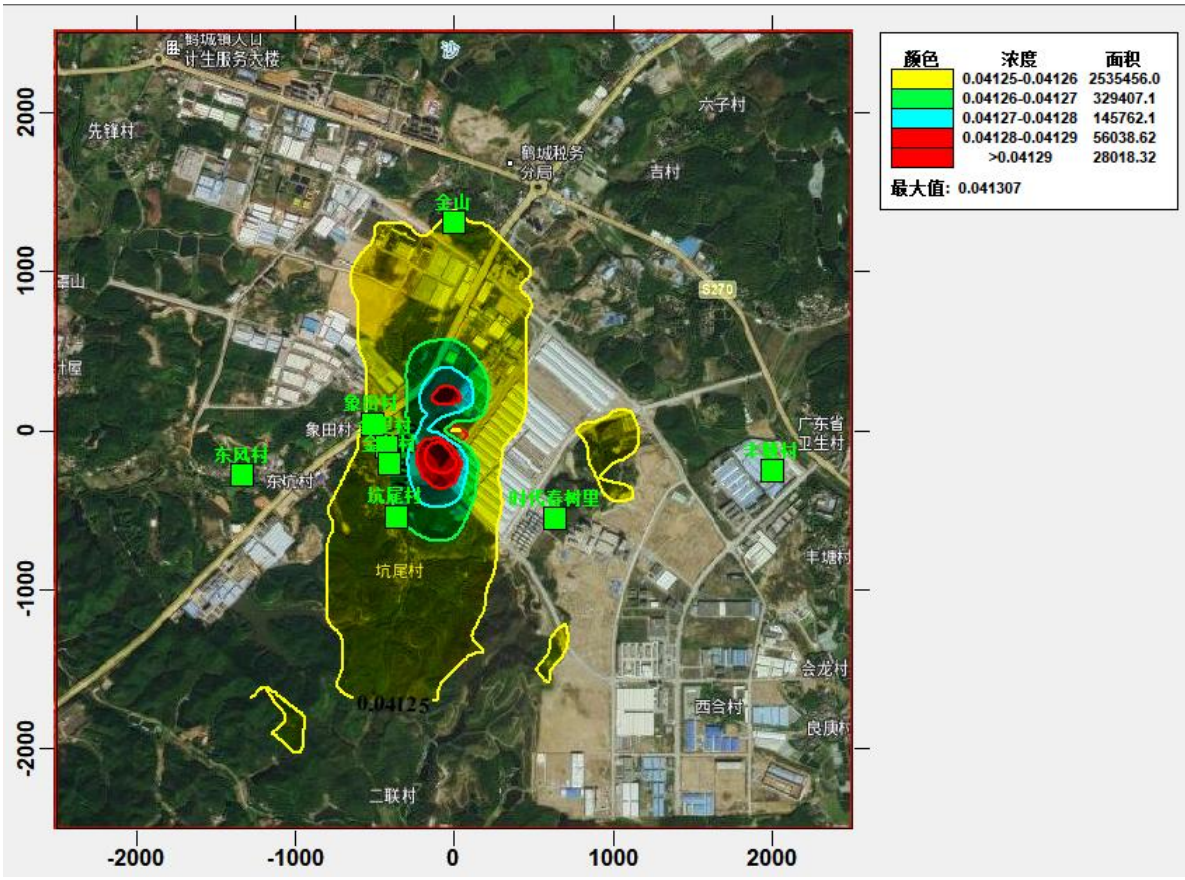 鹤城镇人口
计生服务大楼
沙
六子村
先锋村
鹤城税务
分局
吉村
金山
S270
象田村
象田村
广东省
卫生村
东风村
东坑村
坑尾村
时代春树里
坑尾村
丰塘村
会龙村
西合村
良庚村
0.04125
二联村
2000
1000
0
-1000
-2000
-2000
-1000
0
1000
2000
颜色 浓度 面积
0.04125-0.04126 2535456.0
0.04126-0.04127 329407.1
0.04127-0.04128 145762.1
0.04128-0.04129 56038.62
>0.04129 28018.32
最大值: 0.041307